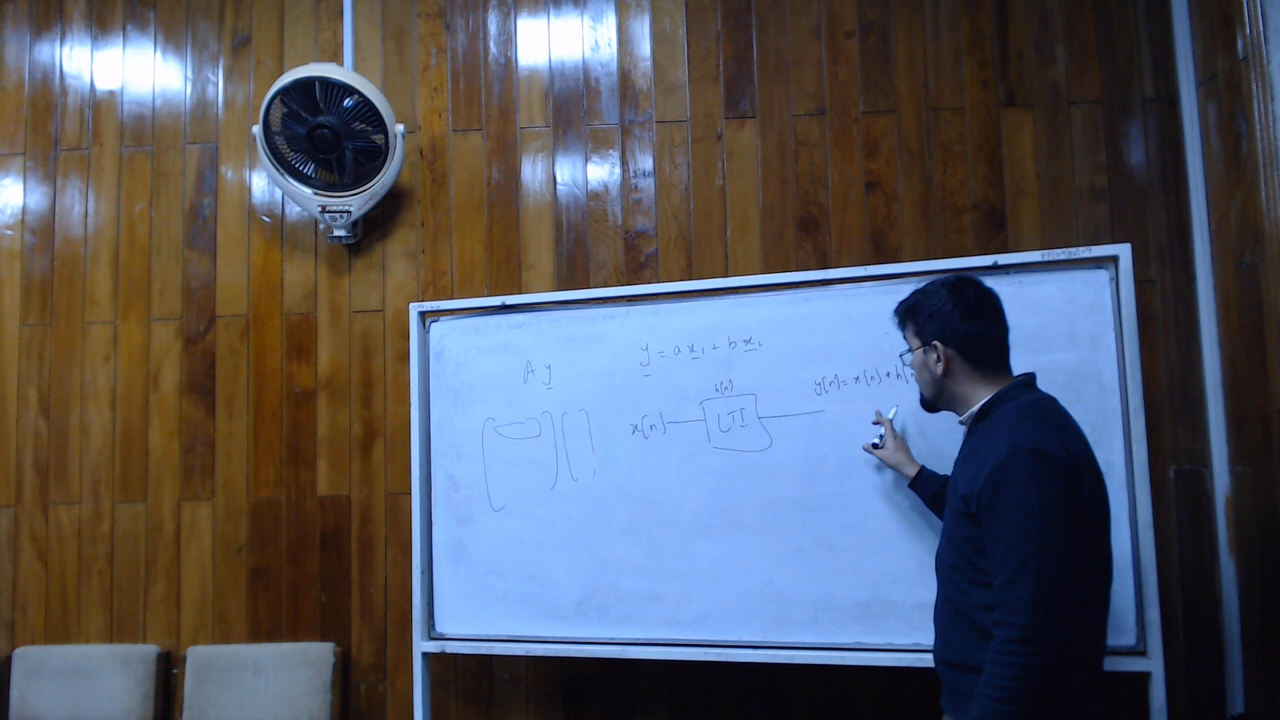 y = a x₁ + b x₂
A y
h[n]
x[n] LTI
y[n] = x[n] * h[n